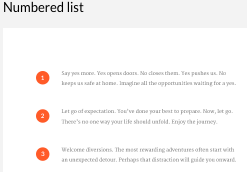 Numbered list
1
Say yes more. Yes opens doors. No closes them. Yes pushes us. No
keeps us safe at home. Imagine all the opportunities waiting for a yes.
2
Let go of expectation. You've done your best to prepare. Now, let go.
There's no one way your life should unfold. Enjoy the journey.
3
Welcome diversions. The most rewarding adventures often start with
an unexpected detour. Perhaps that distraction will guide you onward.